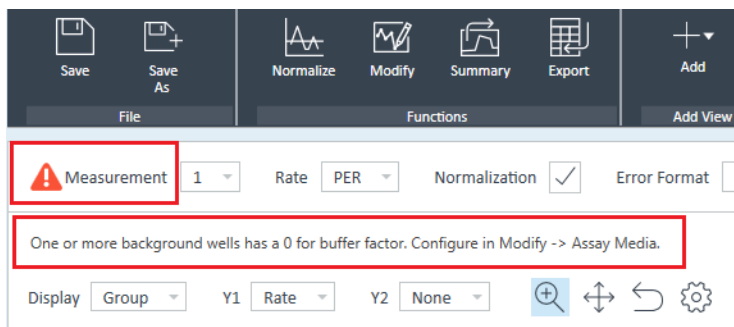 Save Save As Normalize Modify Summary Export Add
File Functions Add View
Measurement 1 Rate PER Normalization Error Format
One or more background wells has a 0 for buffer factor. Configure in Modify -> Assay Media.
Display Group Y1 Rate Y2 None